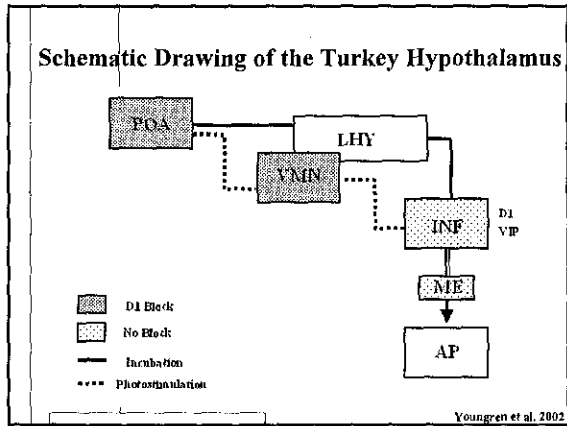 Schematic Drawing of the Turkey Hypothalamus
POA
LHY
VMN
INF
D1
VIP
ME
AP
D1 Block
No Block
Incubation
Photostimulation
Youngren et al. 2002